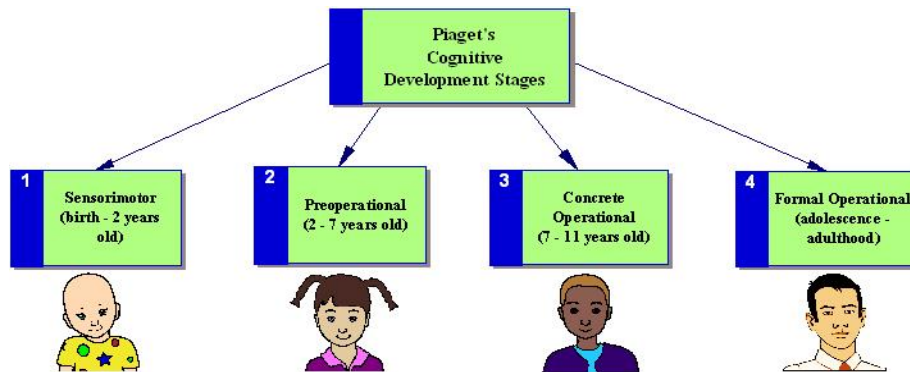 Piaget's
Cognitive
Development Stages
1
Sensorimotor
(birth - 2 years
old)
2
Preoperational
(2 - 7 years old)
3
Concrete
Operational
(7 - 11 years old)
4
Formal Operational
(adolescence -
adulthood)